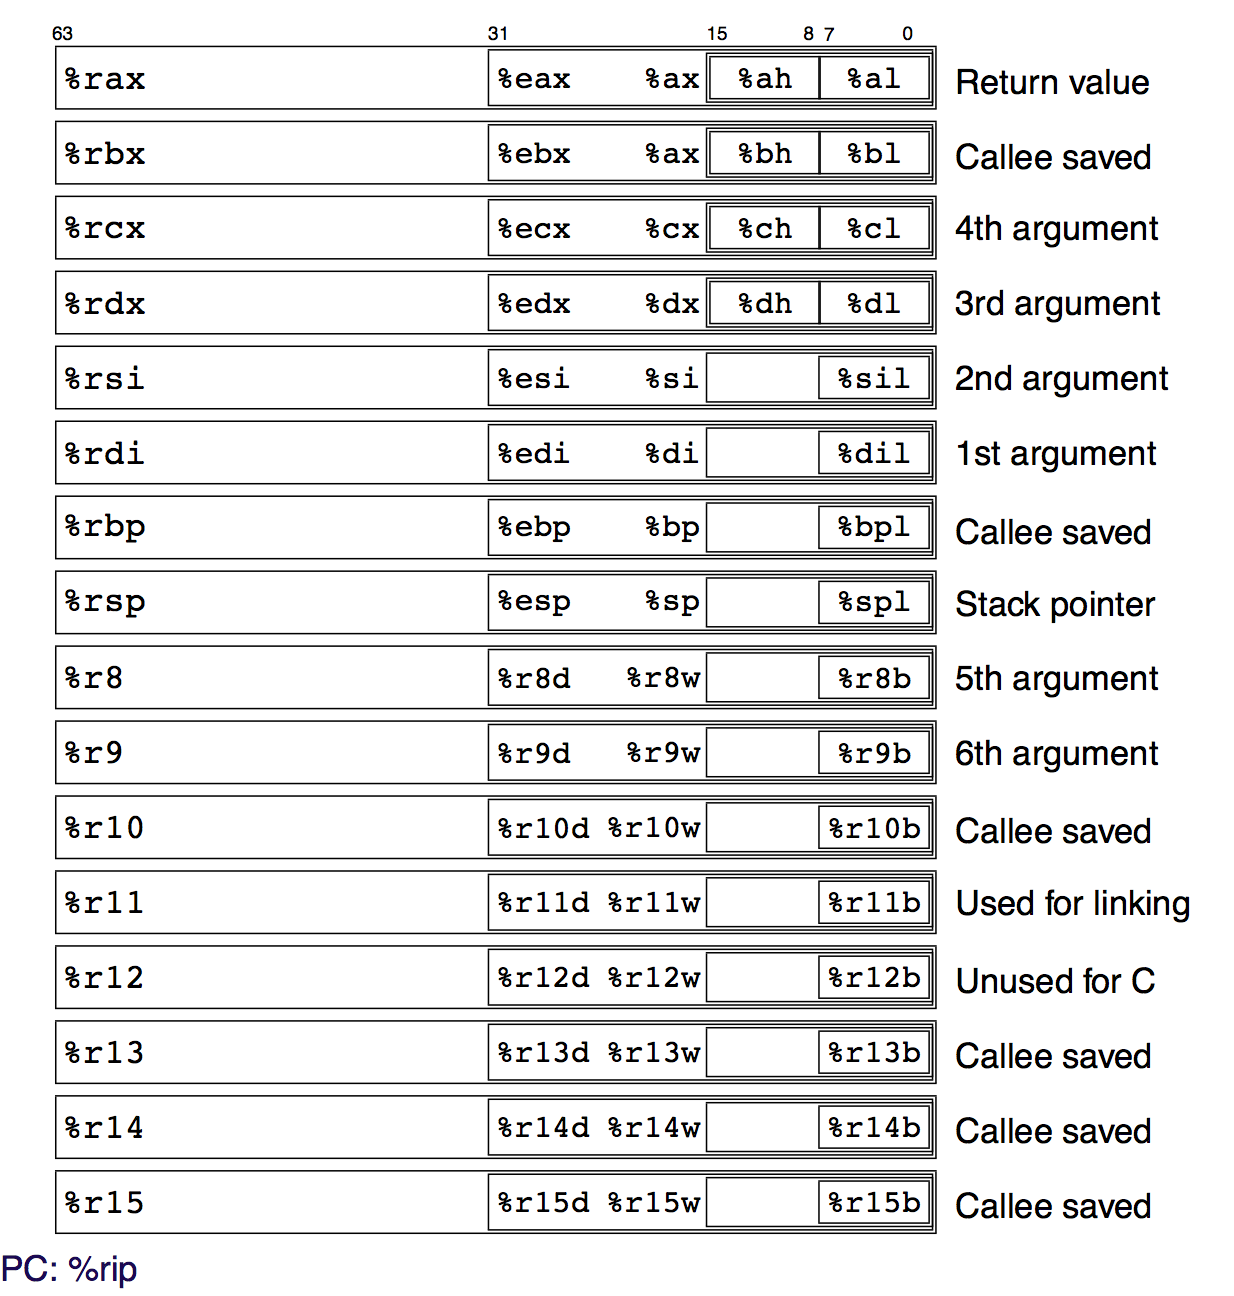 63 31 15 8 7 0
%rax %eax %ax %ah %al Return value
%rbx %ebx %ax %bh %bl Callee saved
%rcx %ecx %cx %ch %cl 4th argument
%rdx %edx %dx %dh %dl 3rd argument
%rsi %esi %si %sil 2nd argument
%rdi %edi %di %dil 1st argument
%rbp %ebp %bp %bpl Callee saved
%rsp %esp %sp %spl Stack pointer
%r8 %r8d %r8w %r8b 5th argument
%r9 %r9d %r9w %r9b 6th argument
%r10 %r10d %r10w %r10b Callee saved
%r11 %r11d %r11w %r11b Used for linking
%r12 %r12d %r12w %r12b Unused for C
%r13 %r13d %r13w %r13b Callee saved
%r14 %r14d %r14w %r14b Callee saved
%r15 %r15d %r15w %r15b Callee saved
PC: %rip